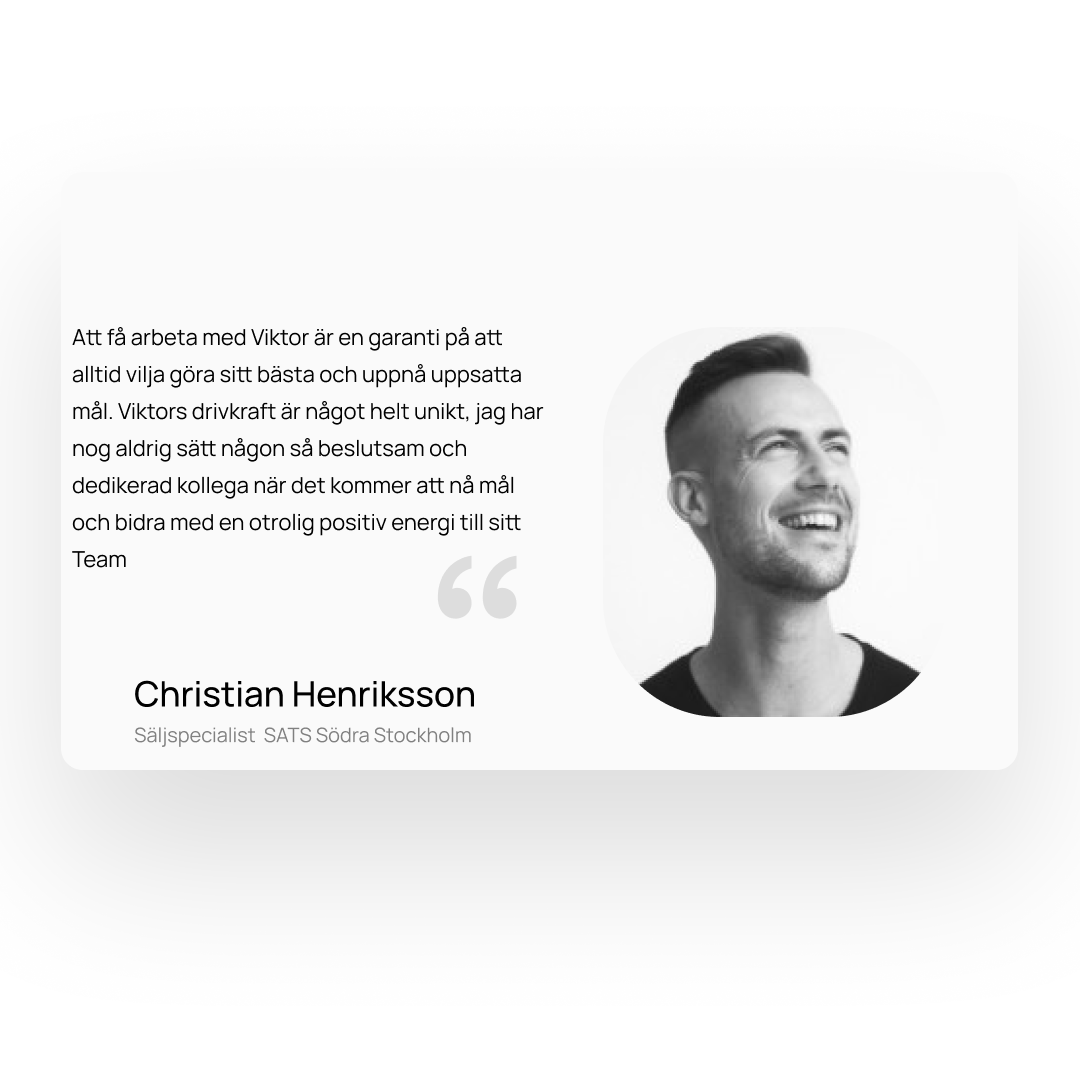 Att få arbeta med Viktor är en garanti på att
alltid vilja göra sitt bästa och uppnå uppsatta
mål. Viktors drivkraft är något helt unikt, jag har
nog aldrig sätt någon så beslutsam och
dedikerad kollega när det kommer att nå mål
och bidra med en otrolig positiv energi till sitt
Team
“
Christian Henriksson
Säljspecialist  SATS Södra Stockholm